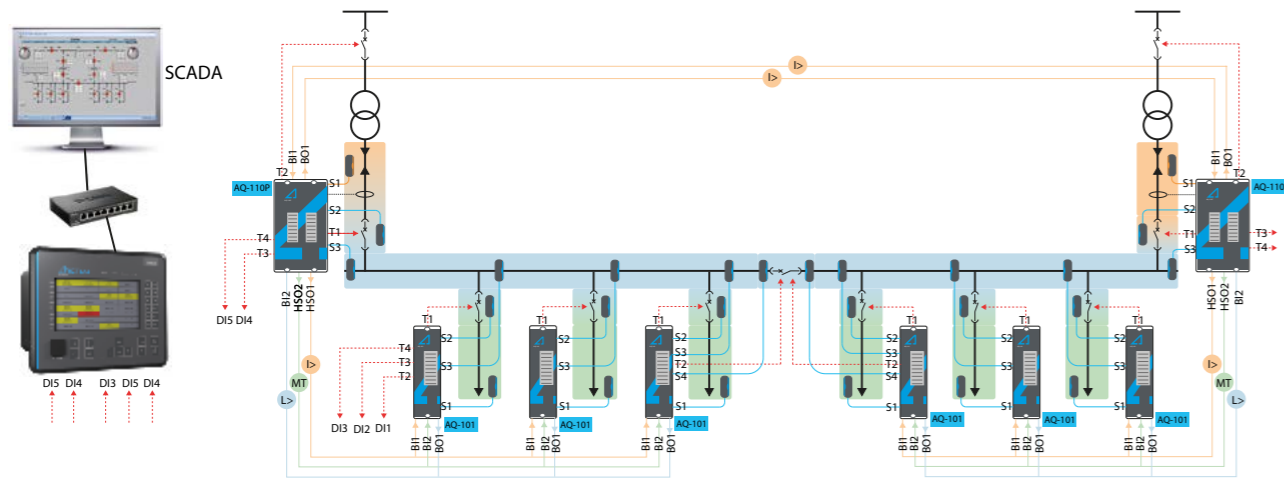 SCADA
I>
I>
BI1
BO1
BI1
BO1
T2
T2
AQ-110P
AQ-110
S1
S2
T1
S3
T4
T3
S1
S2
T1
S3
T3
T4
BI2
HSO2
HSO1
HSO1
HSO2
BI2
DI5 DI4
T1
T1
T1
T1
T1
T1
T4
T3
T2
S2
S3
S1
S2
S3
S1
S2
S3
T2
S4
S1
S2
S3
T2
S4
S1
S2
S3
S1
S2
S3
S1
I>
MT
L>
I>
MT
L>
DI5
DI4
DI3
DI5
DI4
DI3
DI2
DI1
AQ-101
AQ-101
AQ-101
AQ-101
AQ-101
AQ-101
BI1
BI2
BO1
BI1
BI2
BO1
BI1
BI2
BO1
BI1
BI2
BO1
BI1
BI2
BO1
BI1
BI2
BO1